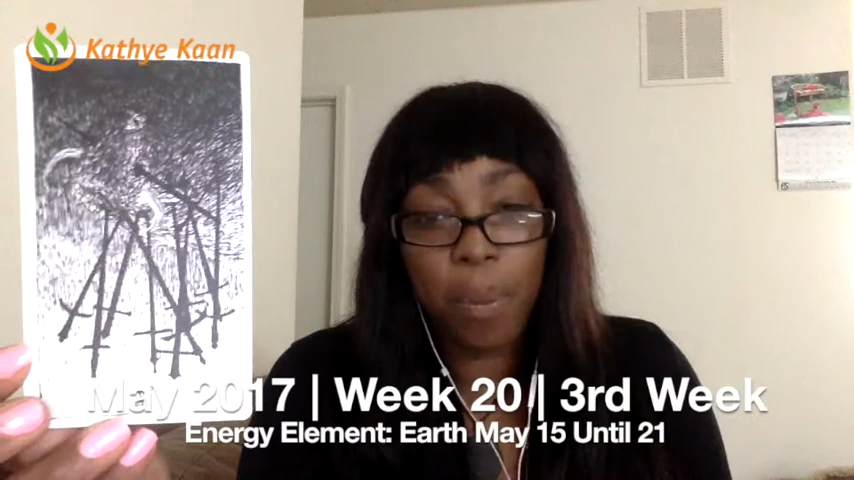 Kathye Kaan
May 2017 | Week 20 | 3rd Week
Energy Element: Earth May 15 Until 21